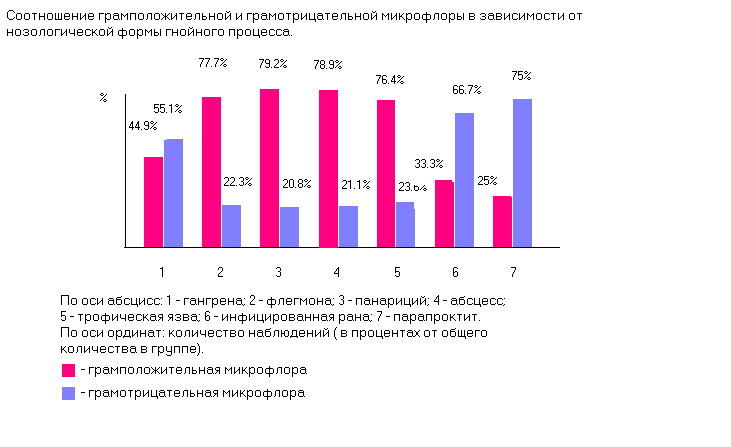 Соотношение грамположительной и грамотрицательной микрофлоры в зависимости от
нозологической формы гнойного процесса.
%
44.9% 55.1% 77.7% 22.3% 79.2% 20.8% 78.9% 21.1% 76.4% 23.6% 33.3% 66.7% 25% 75%
1 2 3 4 5 6 7
По оси абсцисс: 1 - гангрена; 2 - флегмона; 3 - панариций; 4 - абсцесс;
5 - трофическая язва; 6 - инфицированная рана; 7 - парапроктит.
По оси ординат: количество наблюдений ( в процентах от общего
количества в группе).
- грамположительная микрофлора
- грамотрицательная микрофлора